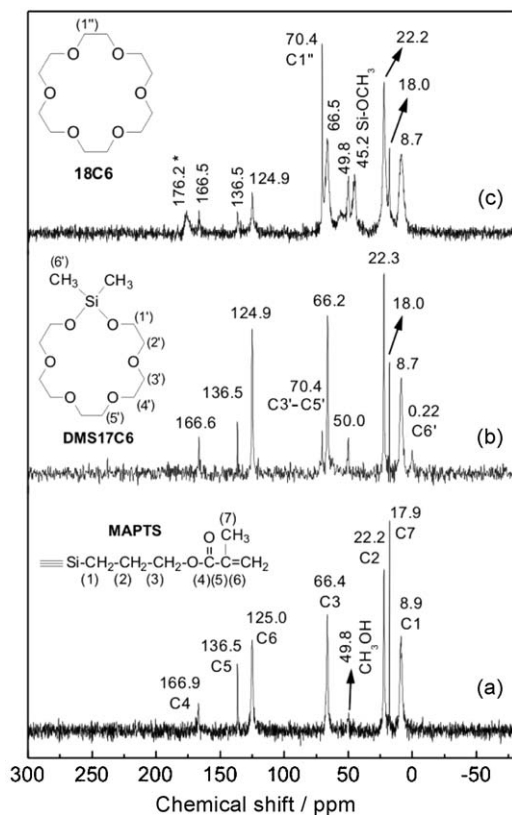 (1'')
O
O
O
O
O
O
18C6
176.2 *
166.5
136.5
124.9
70.4
C1''
66.5
49.8
45.2 Si-OCH3
22.2
18.0
8.7
(c)
(6')
CH3 CH3
Si
O O (1')
(2')
O O (3')
(4')
O O
(5')
DMS17C6
166.6
136.5
124.9
70.4
C3'-C5'
66.2
50.0
22.3
18.0
8.7
0.22
C6'
(b)
MAPTS
(7)
O CH3
Si-CH2-CH2-CH2-O-C-C=CH2
(1) (2) (3) (4)(5)(6)
166.9
C4
136.5
C5
125.0
C6
66.4
C3
49.8
CH3OH
22.2
C2
17.9
C7
8.9
C1
(a)
300 250 200 150 100 50 0 -50
Chemical shift / ppm